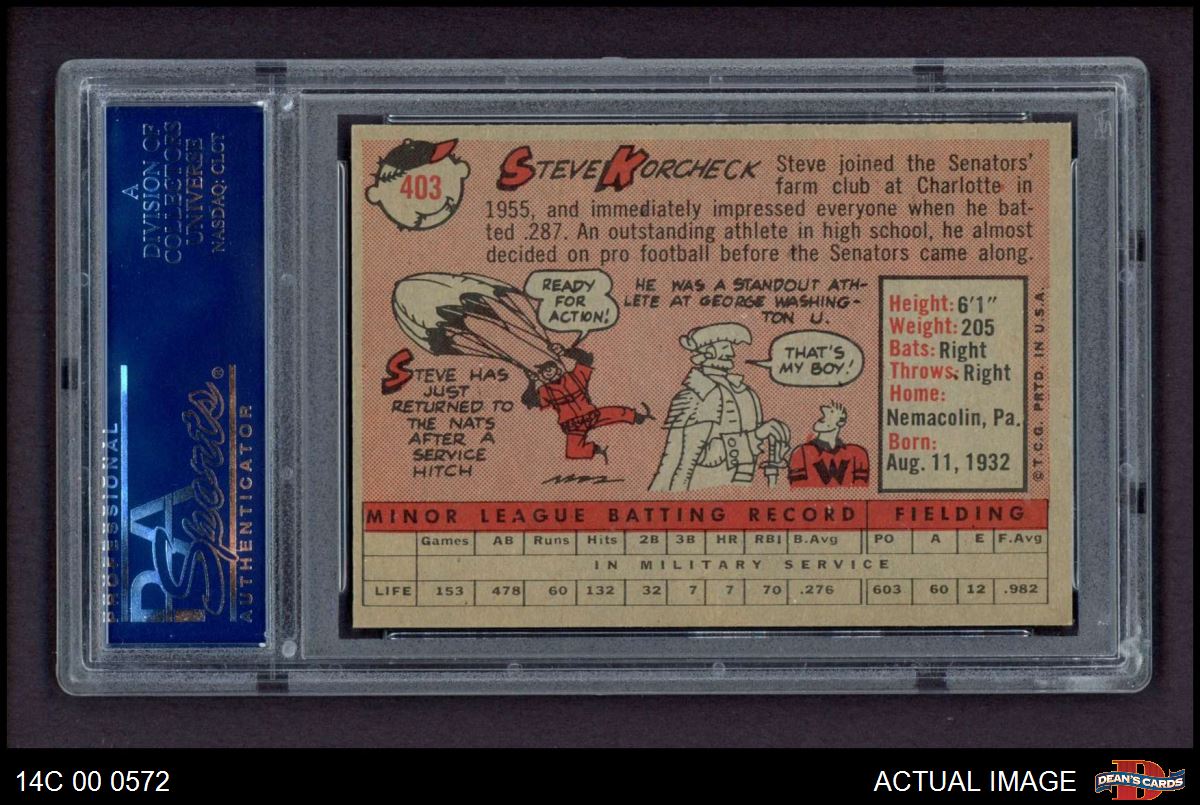 A
DIVISION OF
COLLECTORS
UNIVERSE
NASDAQ: CLCT
PROFESSIONAL
PSA
Sports®
AUTHENTICATOR
403
STEVE KORCHECK
Steve joined the Senators'
farm club at Charlotte in
1955, and immediately impressed everyone when he bat-
ted .287. An outstanding athlete in high school, he almost
decided on pro football before the Senators came along.
READY
FOR
ACTION!
STEVE HAS
JUST
RETURNED TO
THE NATS
AFTER A
SERVICE
HITCH
HE WAS A STANDOUT ATH-
LETE AT GEORGE WASHING-
TON U.
THAT'S
MY BOY!
W
Height: 6'1"
Weight: 205
Bats: Right
Throws: Right
Home:
Nemacolin, Pa.
Born:
Aug. 11, 1932
© T.C.G. PRTD. IN U.S.A.
MINOR LEAGUE BATTING RECORD FIELDING
Games AB Runs Hits 2B 3B HR RBI B.Avg PO A E F.Avg
IN MILITARY SERVICE
LIFE 153 478 60 132 32 7 7 70 .276 603 60 12 .982
14C 00 0572
ACTUAL IMAGE
DEAN'S CARDS